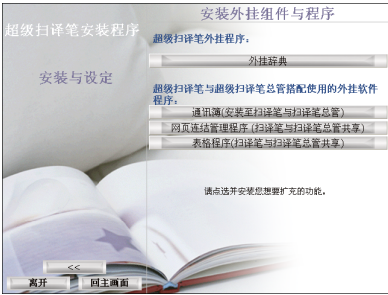 超级扫译笔安装程序
安装与设定
安装外挂组件与程序
超级扫译笔外挂程序：
外挂辞典
超级扫译笔与超级扫译笔总管搭配使用的外挂软件
程序：
通讯簿(安装至扫译笔与扫译笔总管)
网页连结管理程序 (扫译笔与扫译笔总管共享)
表格程序(扫译笔与扫译笔总管共享)
请点选并安装您想要扩充的功能。
<<
离开
回主画面